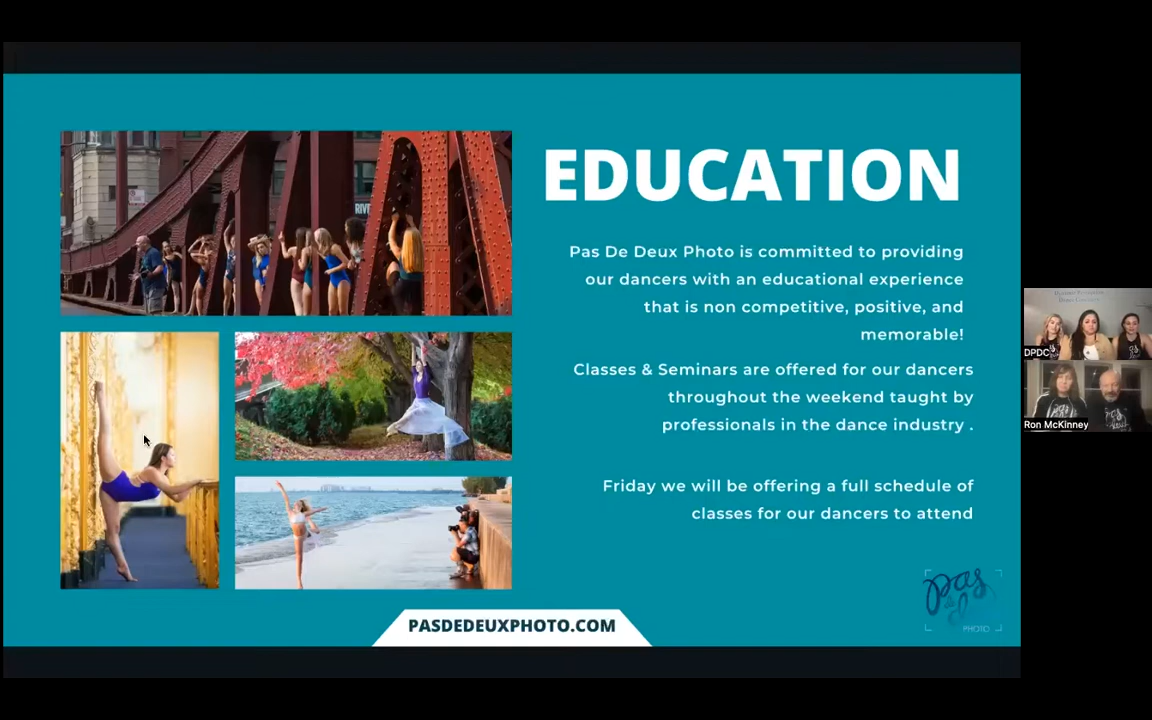 EDUCATION
Pas De Deux Photo is committed to providing
our dancers with an educational experience
that is non competitive, positive, and
memorable!
Classes & Seminars are offered for our dancers
throughout the weekend taught by
professionals in the dance industry .
Friday we will be offering a full schedule of
classes for our dancers to attend
pas
PHOTO
PASDEDEUXPHOTO.COM
RIVE
DPDC
Ron McKinney